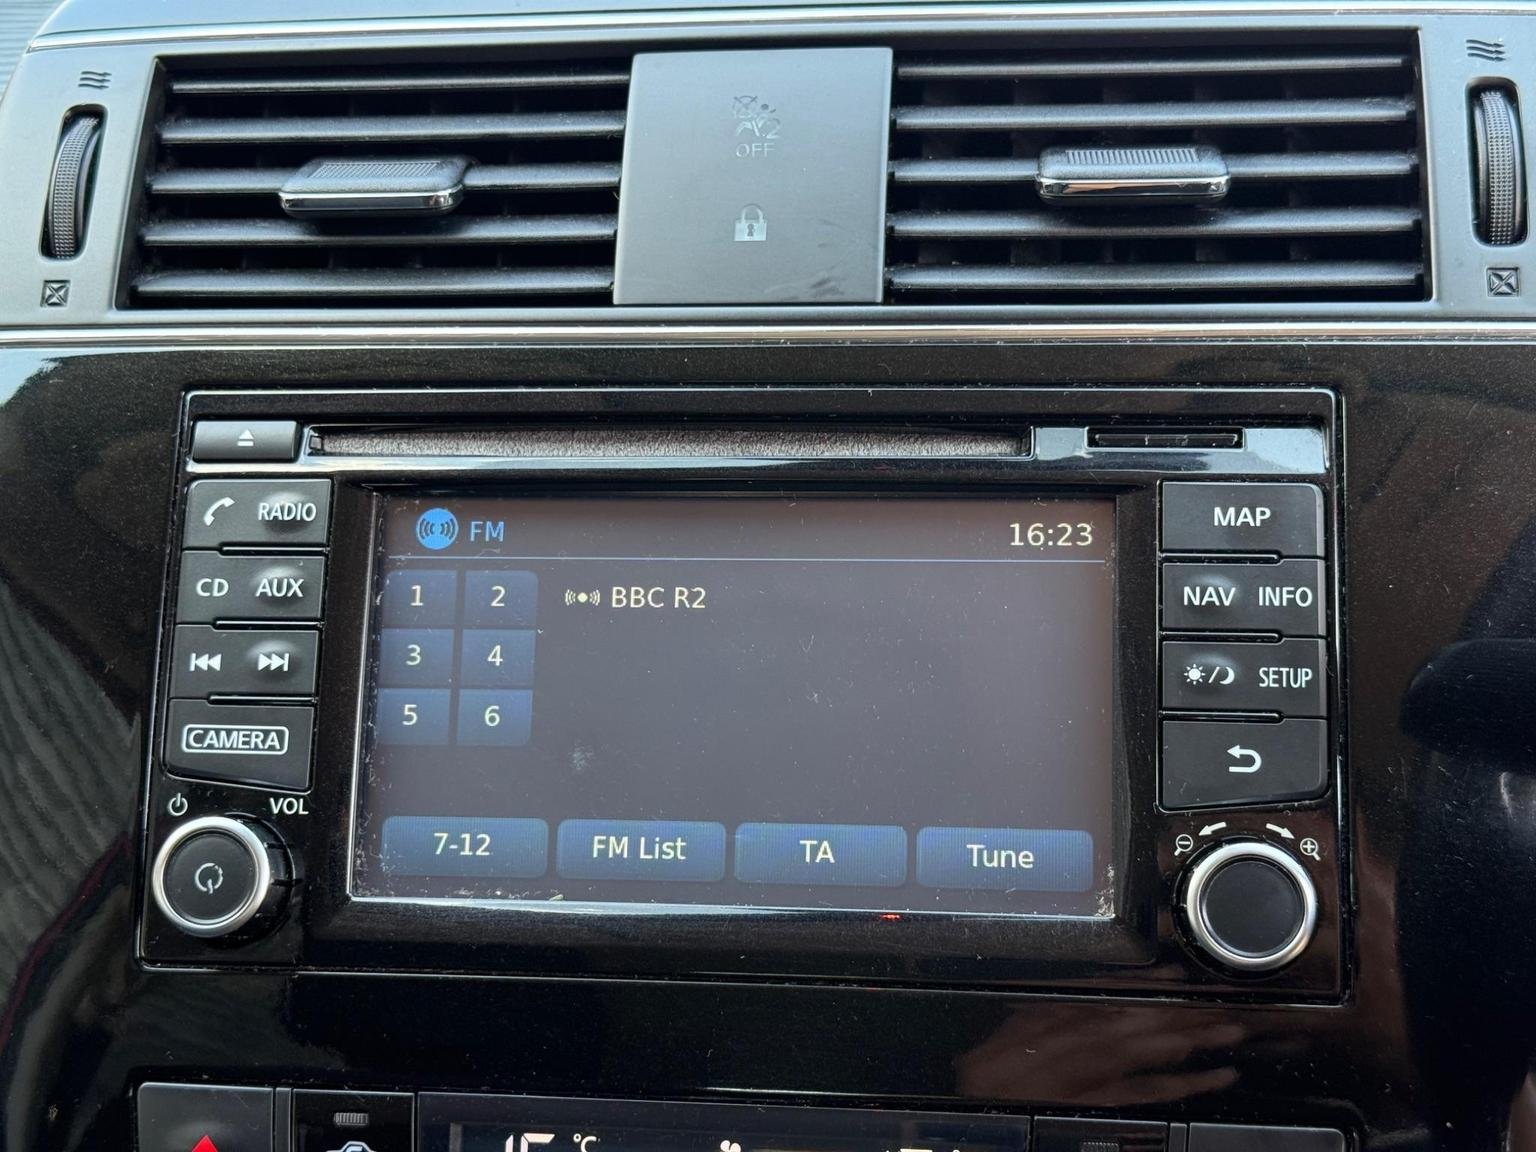 2
OFF
RADIO
CD AUX
CAMERA
VOL
FM
16:23
1 2
BBC R2
3 4
5 6
7-12
FM List
TA
Tune
MAP
NAV INFO
SETUP
°C